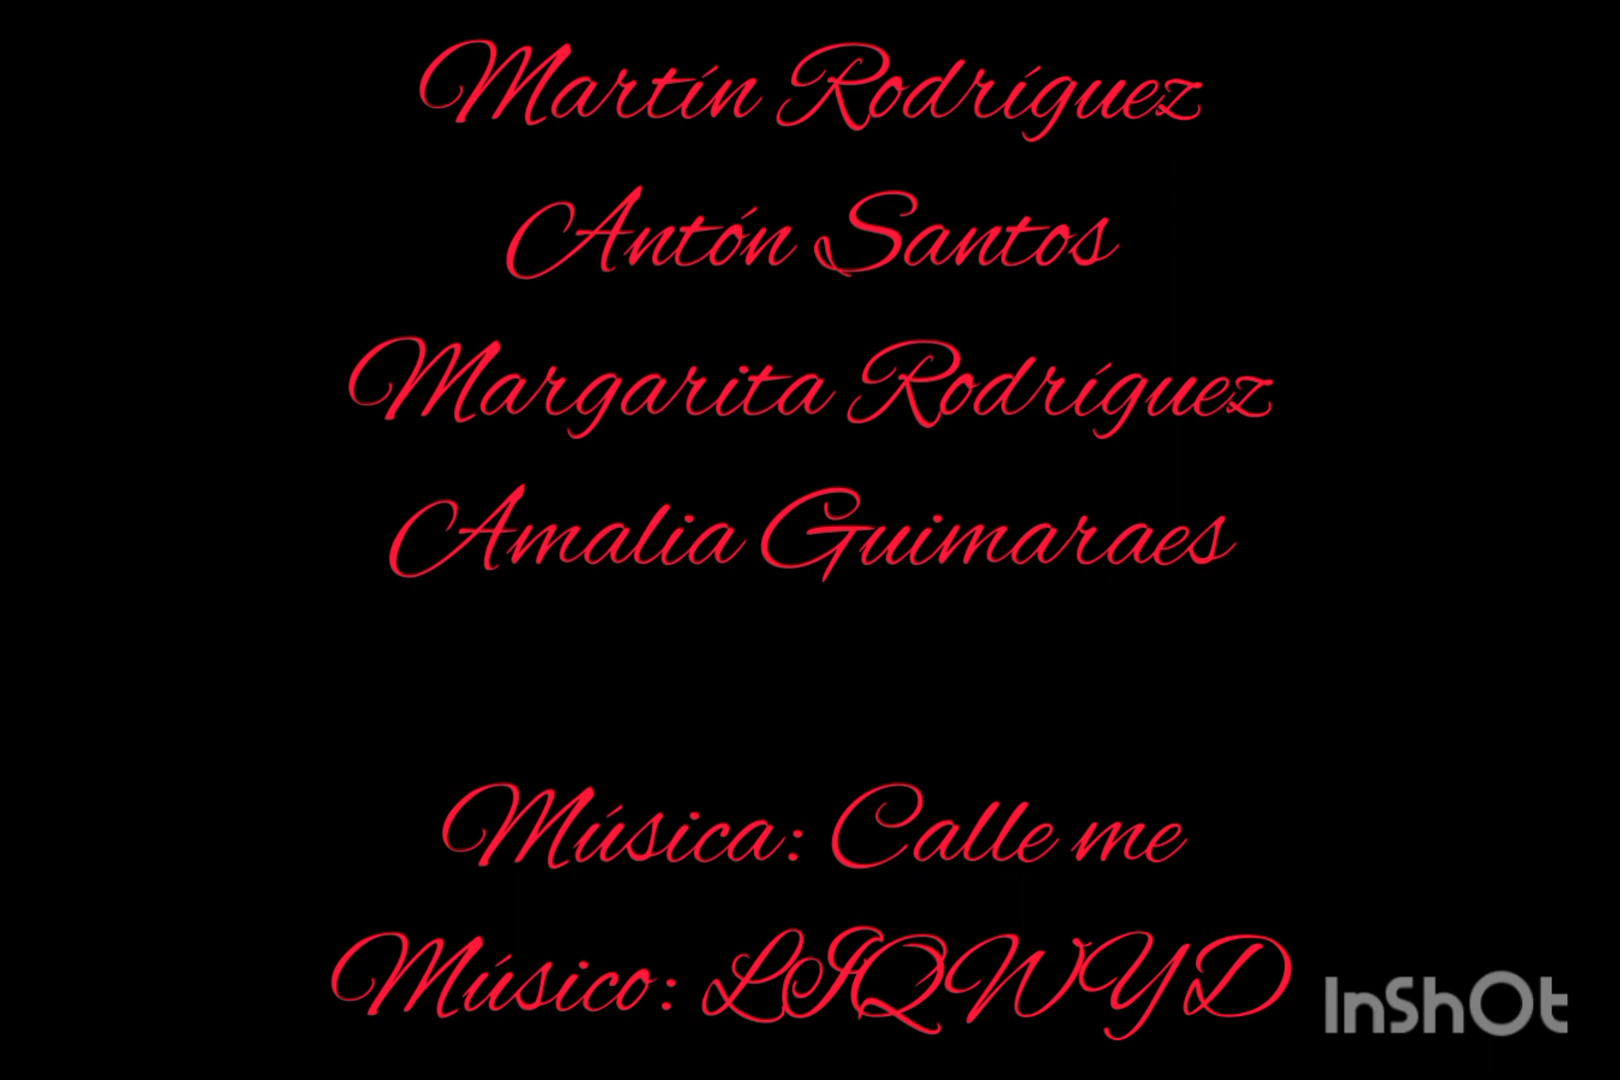 Martín Rodríguez
Antón Santos
Margarita Rodríguez
Amalia Guimaraes
Música: Calle me
Músico: LIQWYD
InShOt